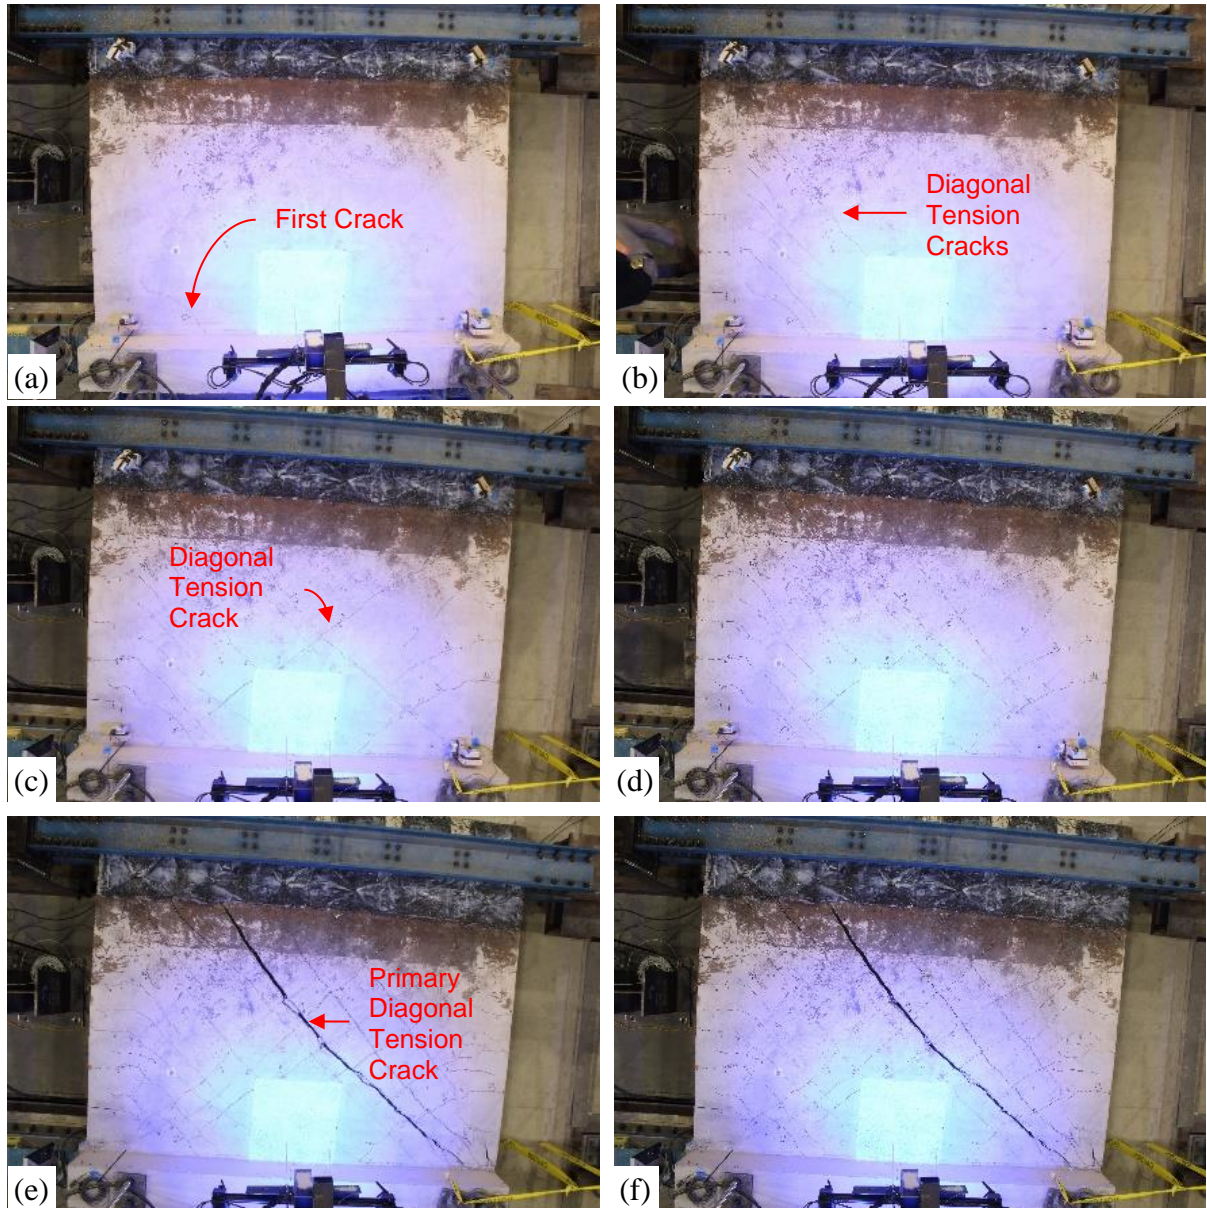 First Crack
(a)
Diagonal
Tension
Cracks
(b)
Diagonal
Tension
Crack
(c)
(d)
Primary
Diagonal
Tension
Crack
(e)
(f)